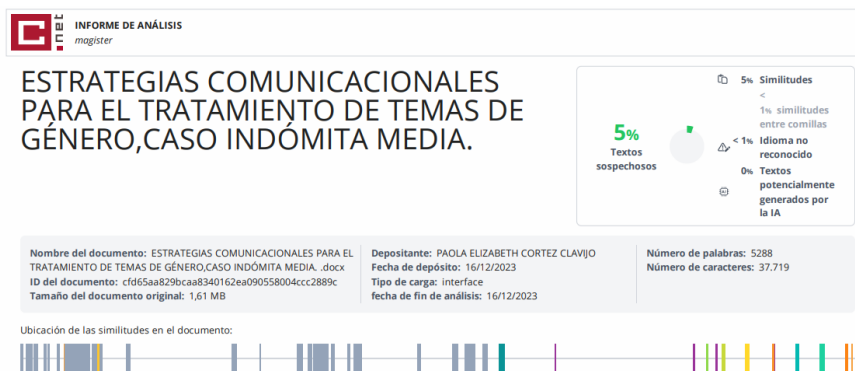 C
.net
INFORME DE ANÁLISIS
magister
ESTRATEGIAS COMUNICACIONALES
PARA EL TRATAMIENTO DE TEMAS DE
GÉNERO,CASO INDÓMITA MEDIA.
5%
Textos
sospechosos
5% Similitudes
<
1% similitudes
entre comillas
< 1% Idioma no
reconocido
0% Textos
potencialmente
generados por
la IA
Nombre del documento: ESTRATEGIAS COMUNICACIONALES PARA EL
TRATAMIENTO DE TEMAS DE GÉNERO,CASO INDÓMITA MEDIA. .docx
ID del documento: cfd65aa829bcaa8340162ea090558004ccc2889c
Tamaño del documento original: 1,61 MB
Depositante: PAOLA ELIZABETH CORTEZ CLAVIJO
Fecha de depósito: 16/12/2023
Tipo de carga: interface
fecha de fin de análisis: 16/12/2023
Número de palabras: 5288
Número de caracteres: 37.719
Ubicación de las similitudes en el documento: